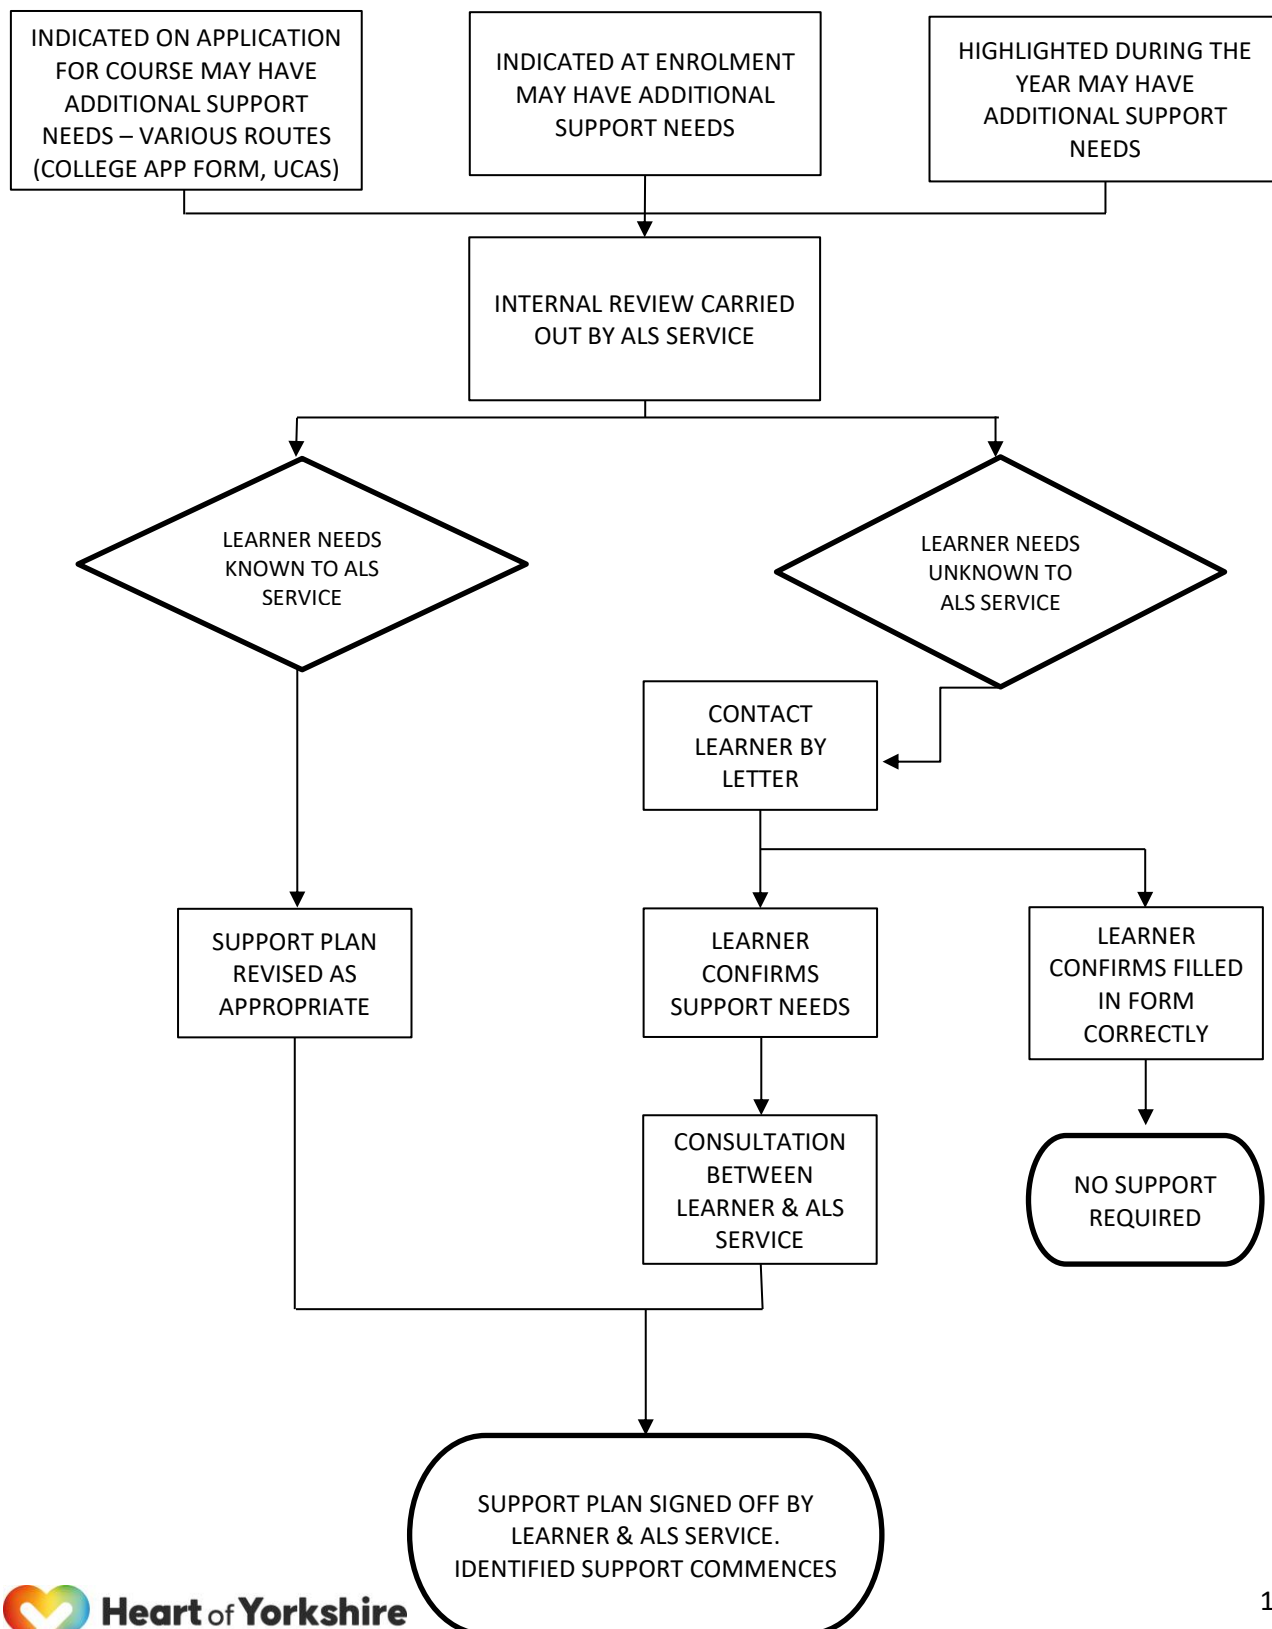 INDICATED ON APPLICATION
FOR COURSE MAY HAVE
ADDITIONAL SUPPORT
NEEDS – VARIOUS ROUTES
(COLLEGE APP FORM, UCAS)
INDICATED AT ENROLMENT
MAY HAVE ADDITIONAL
SUPPORT NEEDS
HIGHLIGHTED DURING THE
YEAR MAY HAVE
ADDITIONAL SUPPORT
NEEDS
INTERNAL REVIEW CARRIED
OUT BY ALS SERVICE
LEARNER NEEDS
KNOWN TO ALS
SERVICE
LEARNER NEEDS
UNKNOWN TO
ALS SERVICE
CONTACT
LEARNER BY
LETTER
SUPPORT PLAN
REVISED AS
APPROPRIATE
LEARNER
CONFIRMS
SUPPORT NEEDS
LEARNER
CONFIRMS FILLED
IN FORM
CORRECTLY
CONSULTATION
BETWEEN
LEARNER & ALS
SERVICE
NO SUPPORT
REQUIRED
SUPPORT PLAN SIGNED OFF BY
LEARNER & ALS SERVICE.
IDENTIFIED SUPPORT COMMENCES
Heart of Yorkshire
1